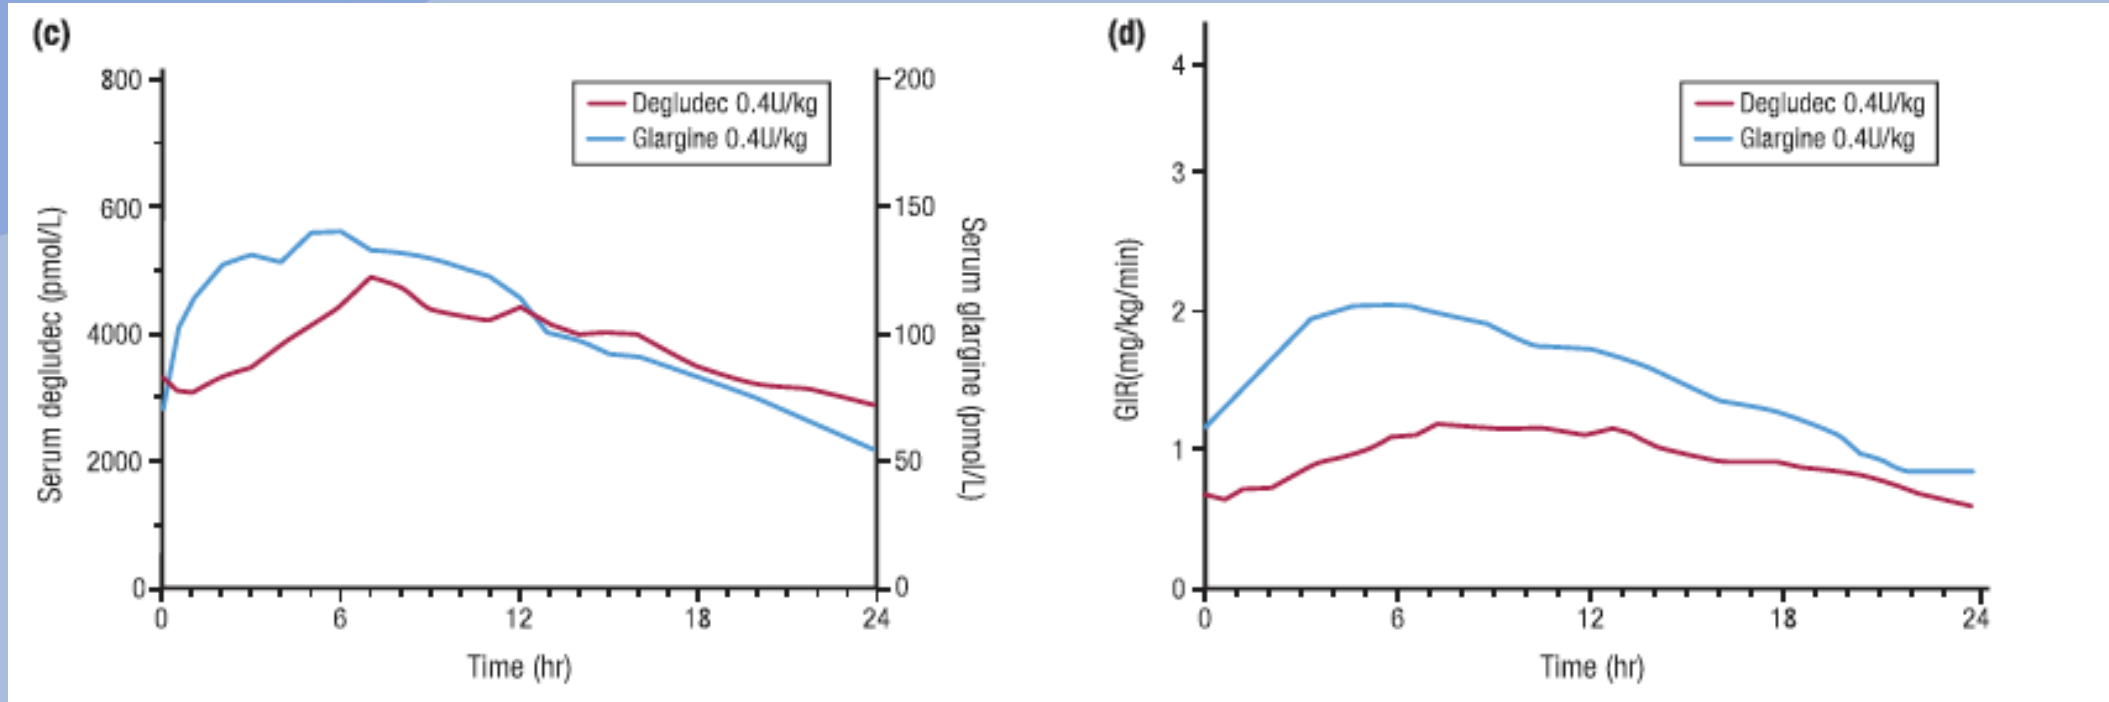 (c)
800
600
4000
2000
0
Serum degludec (pmol/L)
Degludec 0.4U/kg
Glargine 0.4U/kg
200
150
100
50
0
Serum glargine (pmol/L)
0 6 12 18 24
Time (hr)
(d)
4
3
2
1
0
GIR(mg/kg/min)
Degludec 0.4U/kg
Glargine 0.4U/kg
0 6 12 18 24
Time (hr)